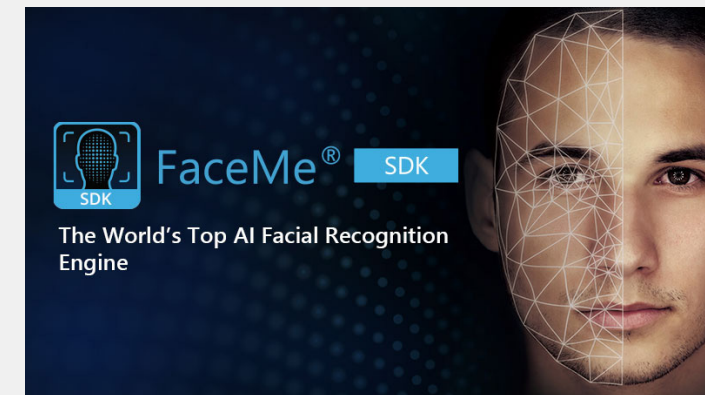 SDK
FaceMe® SDK
The World's Top AI Facial Recognition
Engine